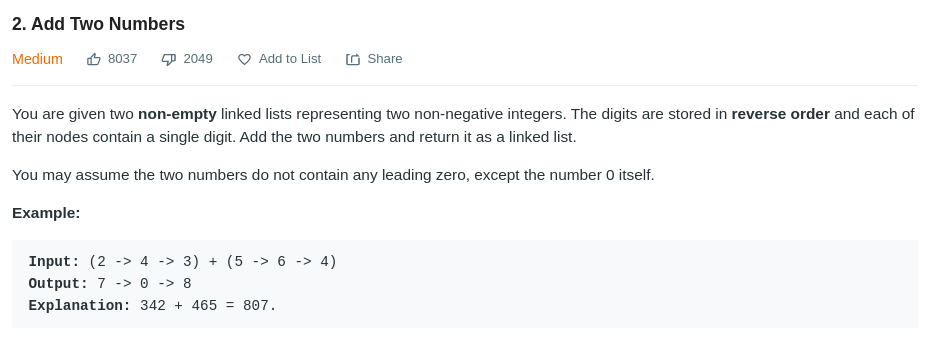 2. Add Two Numbers
Medium 8037 2049 Add to List Share
You are given two non-empty linked lists representing two non-negative integers. The digits are stored in reverse order and each of
their nodes contain a single digit. Add the two numbers and return it as a linked list.
You may assume the two numbers do not contain any leading zero, except the number 0 itself.
Example:
Input: (2 -> 4 -> 3) + (5 -> 6 -> 4)
Output: 7 -> 0 -> 8
Explanation: 342 + 465 = 807.